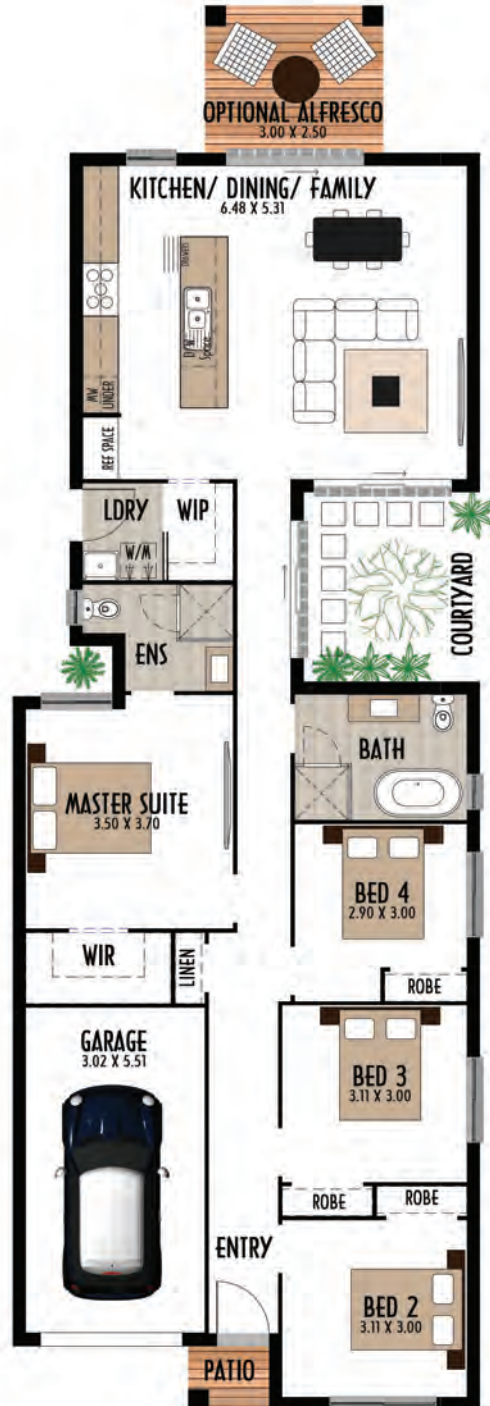 OPTIONAL ALFRESCO
3.00 X 2.50
KITCHEN/ DINING/ FAMILY
6.48 X 5.31
DRAWERS
D/W
Space
MW
UNDER
REF SPACE
LDRY
WIP
W/M
COURTYARD
ENS
BATH
MASTER SUITE
3.50 X 3.70
BED 4
2.90 X 3.00
WIR
LINEN
ROBE
GARAGE
3.02 X 5.51
BED 3
3.11 X 3.00
ROBE
ROBE
ENTRY
BED 2
3.11 X 3.00
PATIO